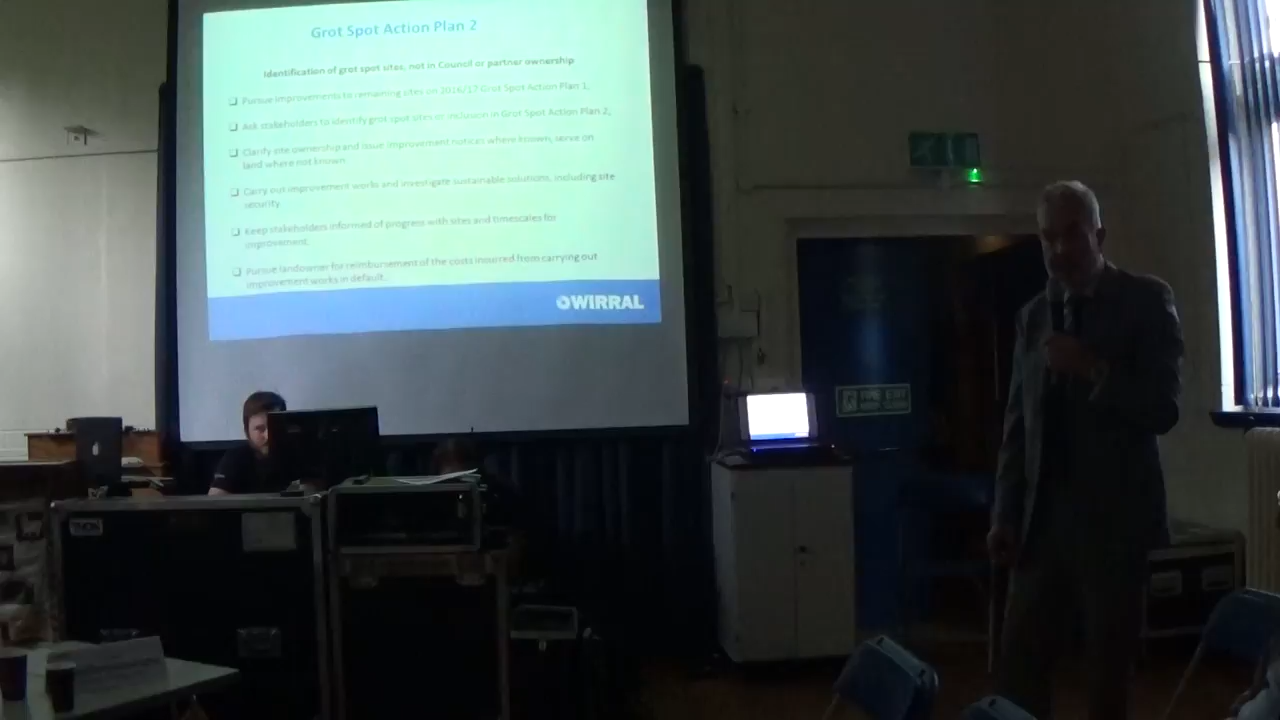 Grot Spot Action Plan 2
Identification of grot spot sites, not in Council or partner ownership
Pursue improvements to remaining sites on 2016/17 Grot Spot Action Plan 1,
Ask stakeholders to identify grot spot sites of inclusion in Grot Spot Action Plan 2,
Clarify site ownership and issue improvement notices where known, serve on
land where not known
Carry out improvement works and investigate sustainable solutions, including site
security.
Keep stakeholders informed of progress with sites and timescales for
improvement,
Pursue landowner for reimbursement of the costs incurred from carrying out
improvement works in default.
WIRRAL
FIRE EXIT